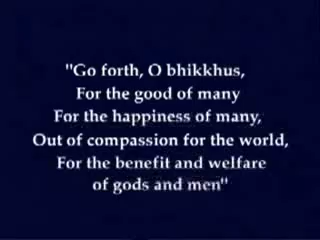 "Go forth, O bhikkhus,
For the good of many
For the happiness of many,
Out of compassion for the world,
For the benefit and welfare
of gods and men"